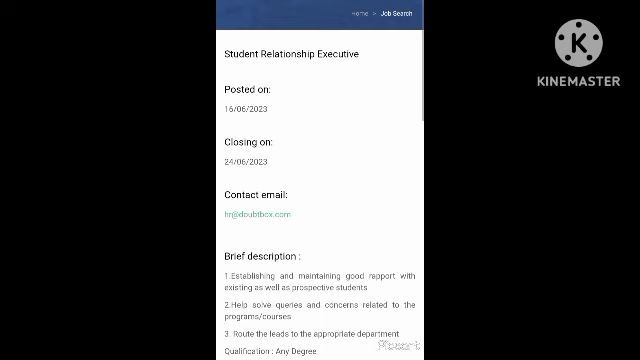 Home > Job Search
KINEMASTER
Student Relationship Executive
Posted on:
16/06/2023
Closing on:
24/06/2023
Contact email:
hr@doubtbox.com
Brief description :
1.Establishing and maintaining good rapport with
existing as well as prospective students
2.Help solve queries and concerns related to the
programs/courses
3. Route the leads to the appropriate department
Picsart
Qualification : Any Degree